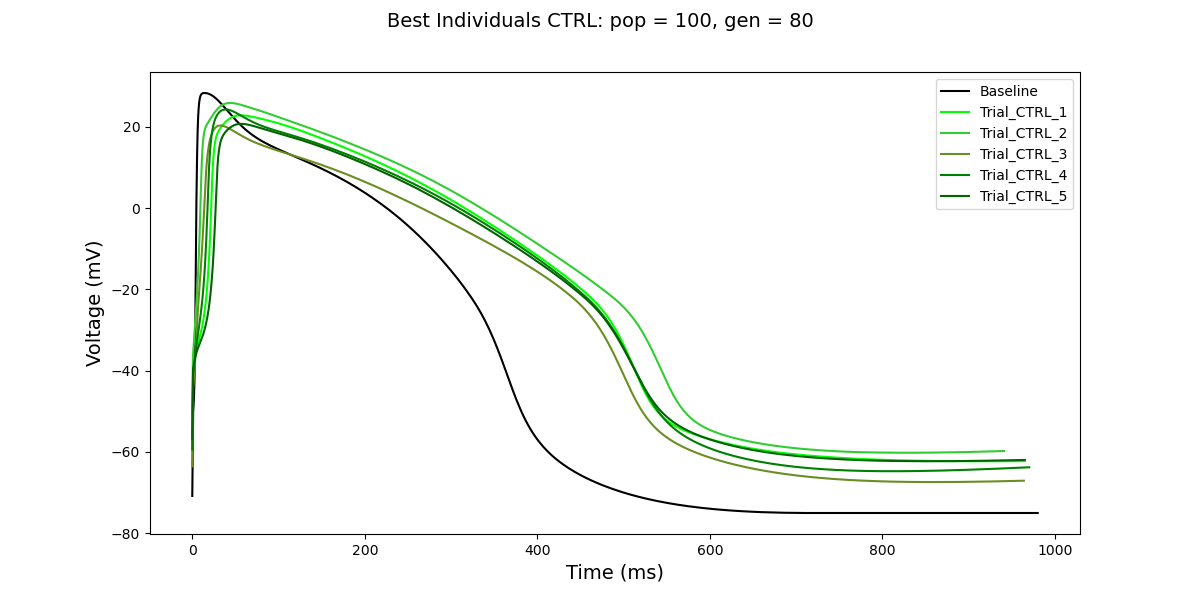 Best Individuals CTRL: pop = 100, gen = 80
Baseline
Trial_CTRL_1
Trial_CTRL_2
Trial_CTRL_3
Trial_CTRL_4
Trial_CTRL_5
Voltage (mV)
20
0
−20
−40
−60
−80
0 200 400 600 800 1000
Time (ms)